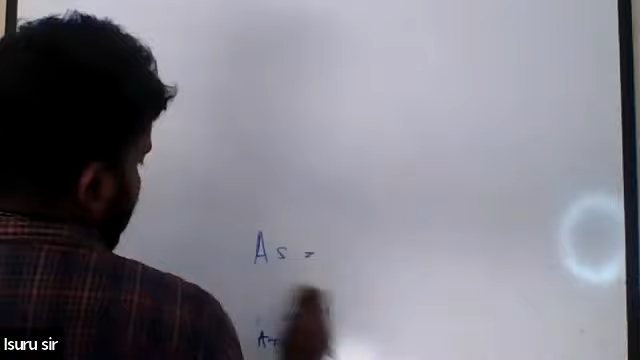 As =
Isuru sir